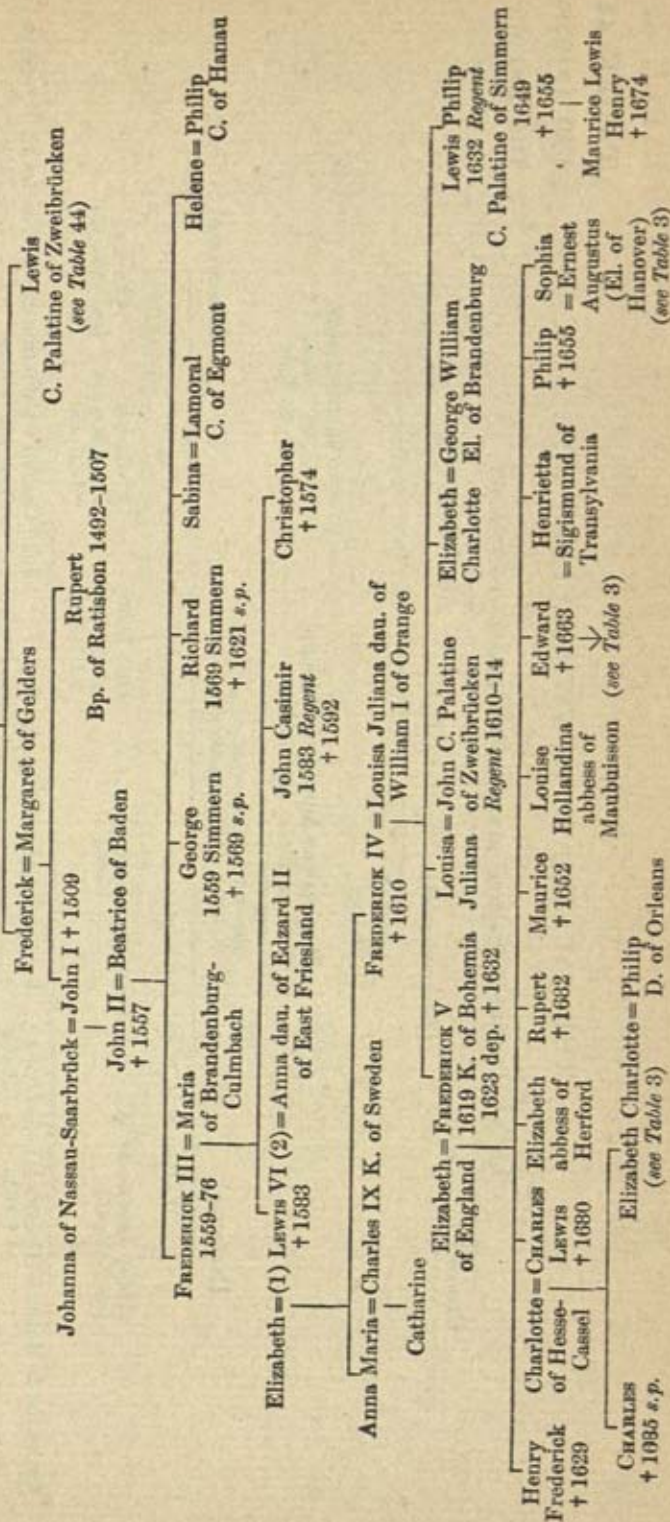 Frederick = Margaret of Gelders
Lewis
C. Palatine of Zweibrücken
(see Table 44)
Johanna of Nassau-Saarbrück = John I † 1509
Rupert
Bp. of Ratisbon 1492–1507
John II = Beatrice of Baden
† 1557
FREDERICK III = Maria
1559–76
of Brandenburg-
Culmbach
George
1559 Simmern
† 1569 s.p.
Richard
1569 Simmern
† 1621 s.p.
Sabina = Lamoral
C. of Egmont
Helene = Philip
C. of Hanau
Elizabeth = (1) LEWIS VI (2) = Anna dau. of Edzard II
† 1583
of East Friesland
John Casimir
1583 Regent
† 1592
Christopher
† 1574
Anna Maria = Charles IX K. of Sweden
Catharine
FREDERICK IV = Louisa Juliana dau. of
† 1610
William I of Orange
Elizabeth = FREDERICK V
of England
1619 K. of Bohemia
1623 dep. † 1632
Louisa = John C. Palatine
Juliana
of Zweibrücken
Regent 1610–14
Elizabeth = George William
Charlotte
El. of Brandenburg
Lewis Philip
1632 Regent
C. Palatine of Simmern
1649
† 1655
Maurice Lewis
Henry
† 1674
Henry
Frederick
† 1629
Charlotte = CHARLES
of Hesse-
Cassel
LEWIS
† 1680
Elizabeth
abbess of
Herford
Rupert
† 1682
Maurice
† 1652
Louise
Hollandina
abbess of
Maubuisson
Edward
† 1663
(see Table 3)
Henrietta
= Sigismund of
Transylvania
Philip
† 1655
Sophia
= Ernest
Augustus
(El. of
Hanover)
(see Table 3)
CHARLES
† 1685 s.p.
Elizabeth Charlotte = Philip
(see Table 3)
D. of Orleans